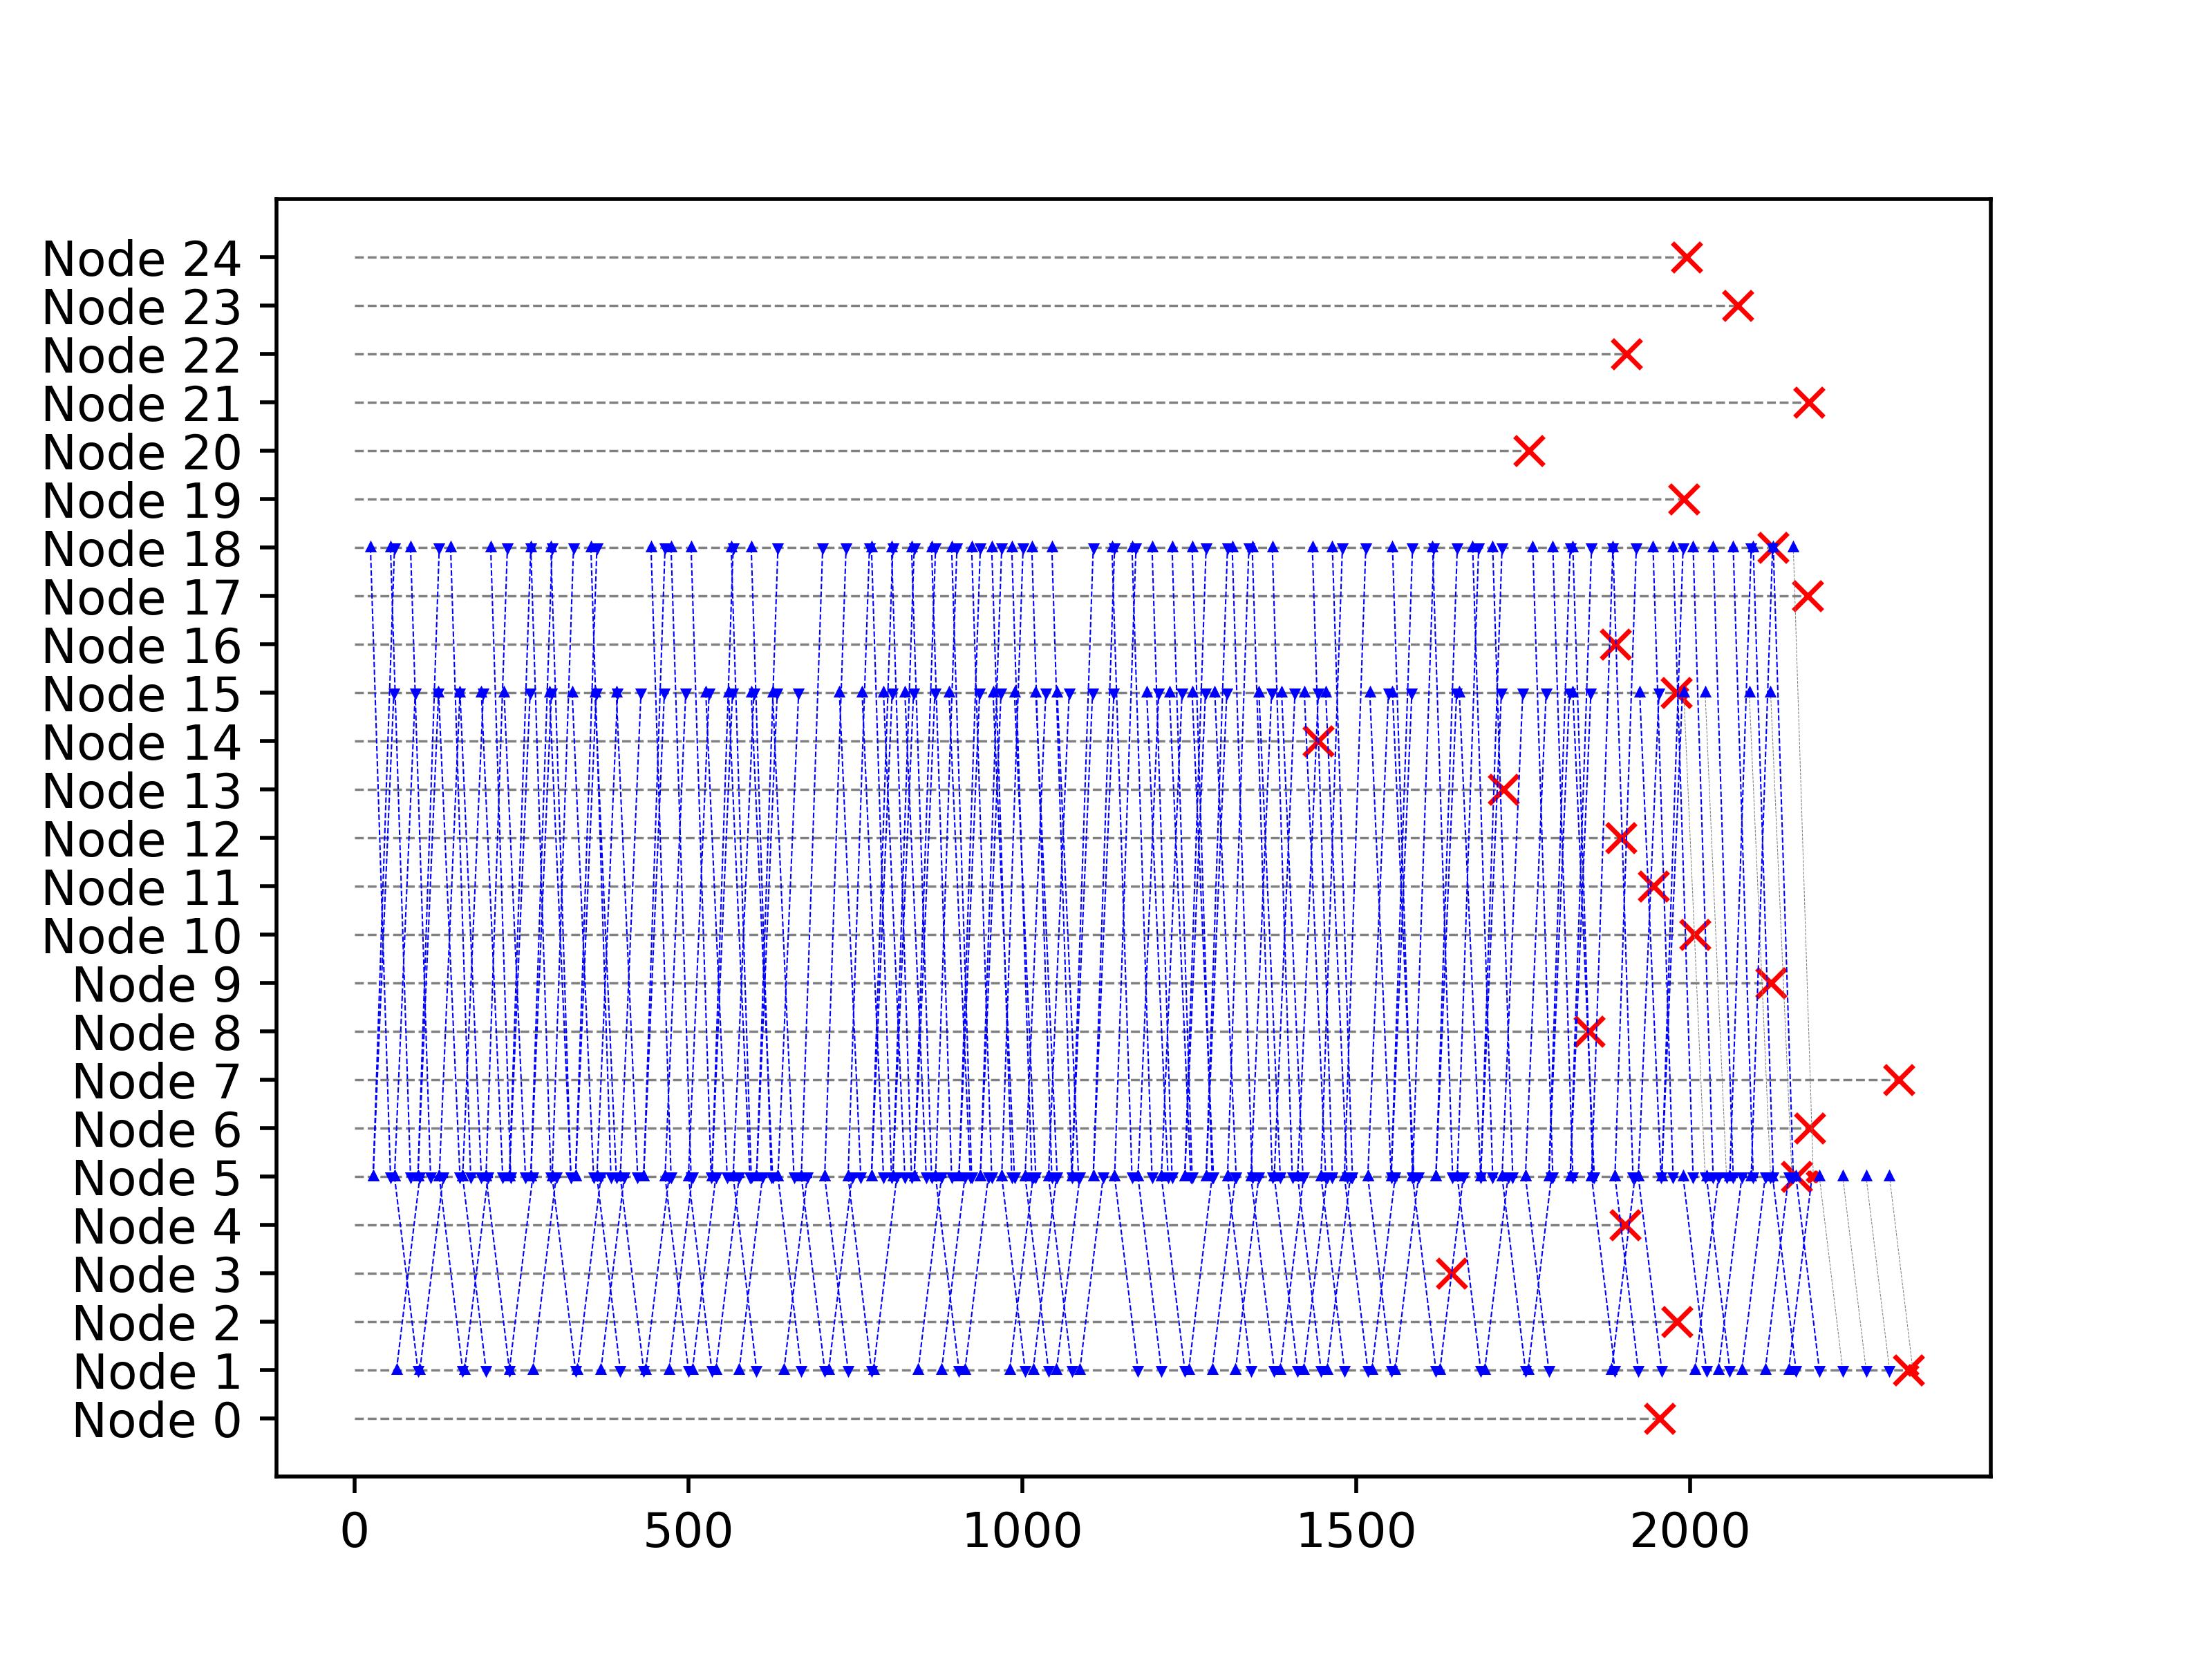 Node 24
Node 23
Node 22
Node 21
Node 20
Node 19
Node 18
Node 17
Node 16
Node 15
Node 14
Node 13
Node 12
Node 11
Node 10
Node 9
Node 8
Node 7
Node 6
Node 5
Node 4
Node 3
Node 2
Node 1
Node 0
0 500 1000 1500 2000